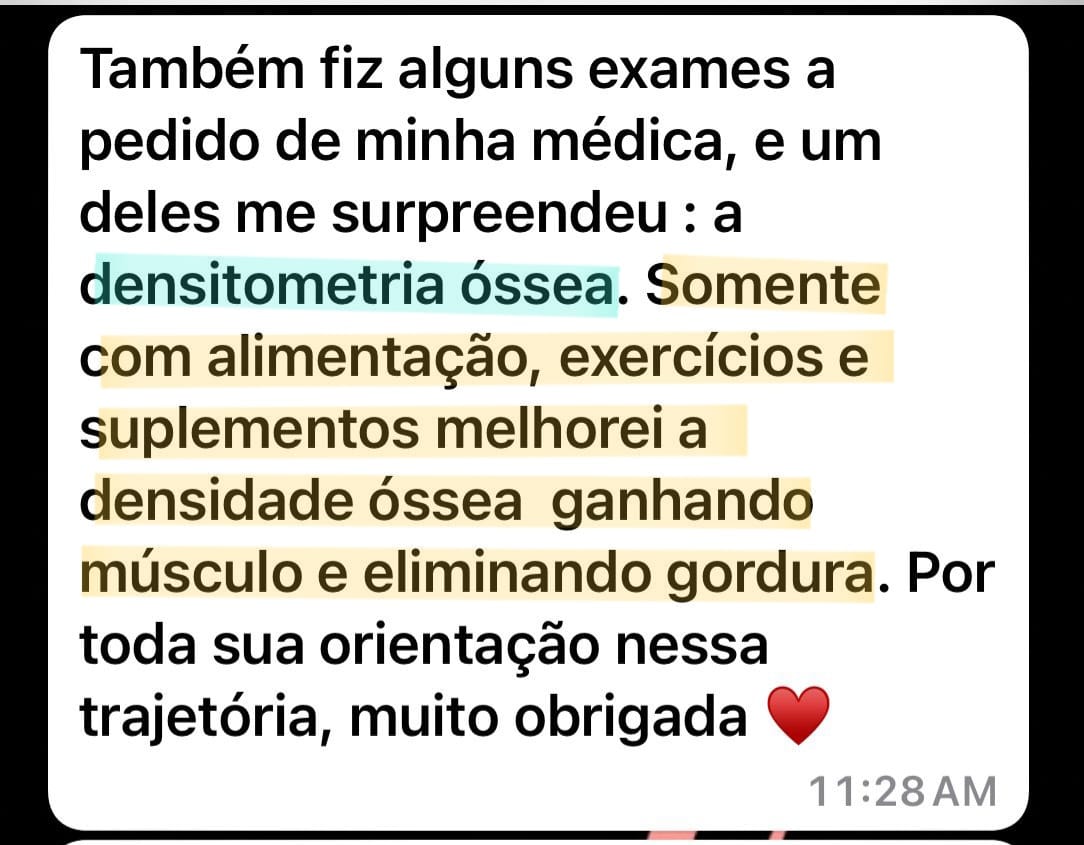 Também fiz alguns exames a
pedido de minha médica, e um
deles me surpreendeu : a
densitometria óssea. Somente
com alimentação, exercícios e
suplementos melhorei a
densidade óssea  ganhando
músculo e eliminando gordura. Por
toda sua orientação nessa
trajetória, muito obrigada ♥️
11:28 AM